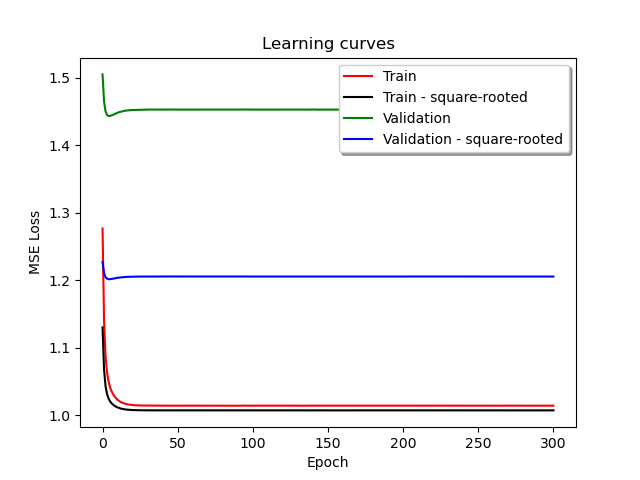 Learning curves
Train
Train - square-rooted
Validation
Validation - square-rooted
MSE Loss
1.5
1.4
1.3
1.2
1.1
1.0
0 50 100 150 200 250 300
Epoch